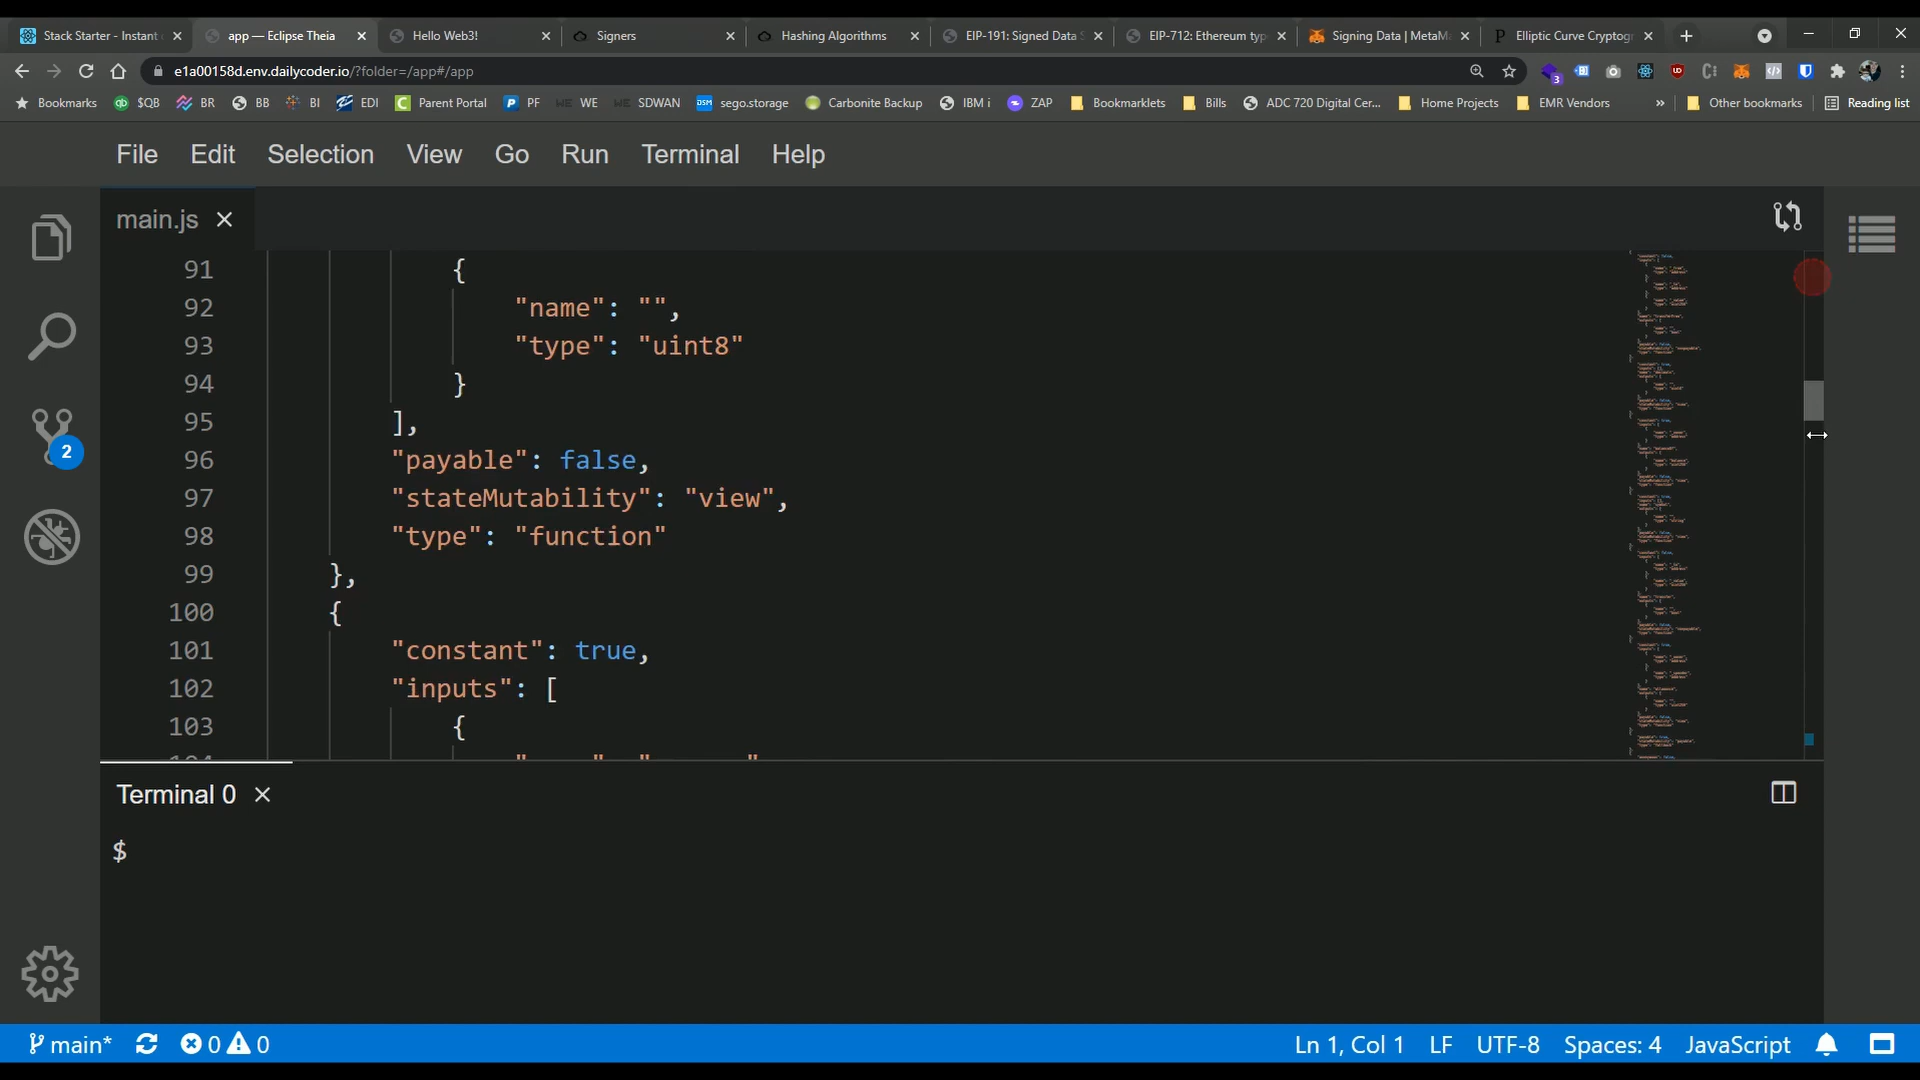 Stack Starter - Instant
app — Eclipse Theia
Hello Web3!
Signers
Hashing Algorithms
EIP-191: Signed Data S
EIP-712: Ethereum typ
Signing Data | MetaM
Elliptic Curve Cryptog
e1a00158d.env.dailycoder.io/?folder=/app#/app
3
Bookmarks
$QB
BR
BB
BI
EDI
Parent Portal
PF
WE
SDWAN
sego.storage
Carbonite Backup
IBM i
ZAP
Bookmarklets
Bills
ADC 720 Digital Cer...
Home Projects
EMR Vendors
»
Other bookmarks
Reading list
File Edit Selection View Go Run Terminal Help
main.js
91 {
92 "name": "",
93 "type": "uint8"
94 }
95 ],
96 "payable": false,
97 "stateMutability": "view",
98 "type": "function"
99 },
100 {
101 "constant": true,
102 "inputs": [
103 {
2
Terminal 0
$
main* 0 0
Ln 1, Col 1 LF UTF-8 Spaces: 4 JavaScript